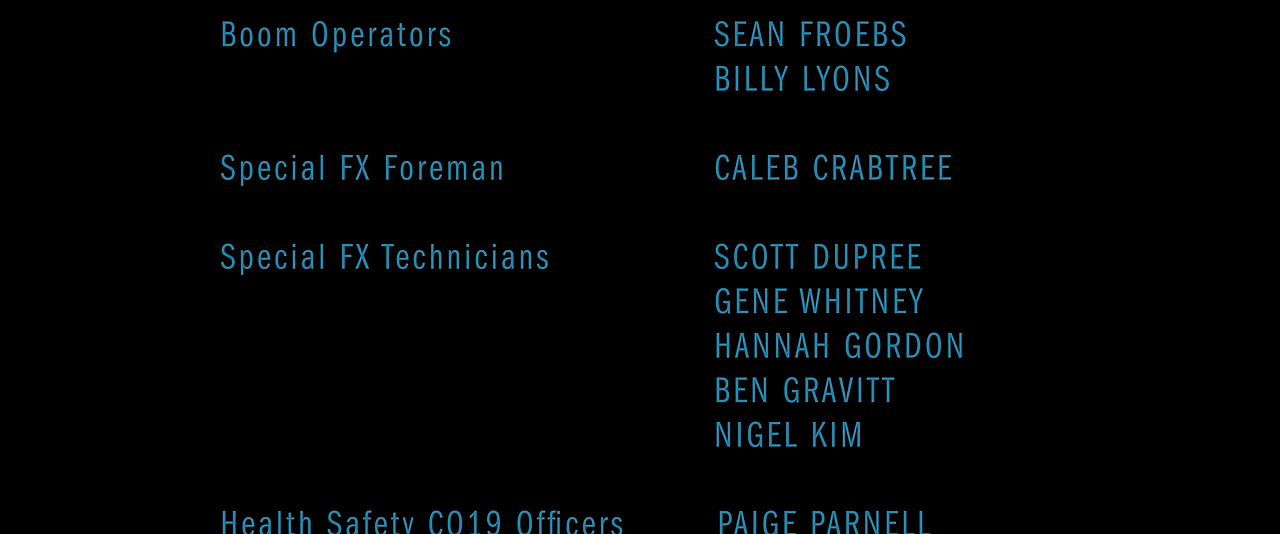 Boom Operators SEAN FROEBS
BILLY LYONS
Special FX Foreman CALEB CRABTREE
Special FX Technicians SCOTT DUPREE
GENE WHITNEY
HANNAH GORDON
BEN GRAVITT
NIGEL KIM
Health Safety CO19 Officers PAIGE PARNELL